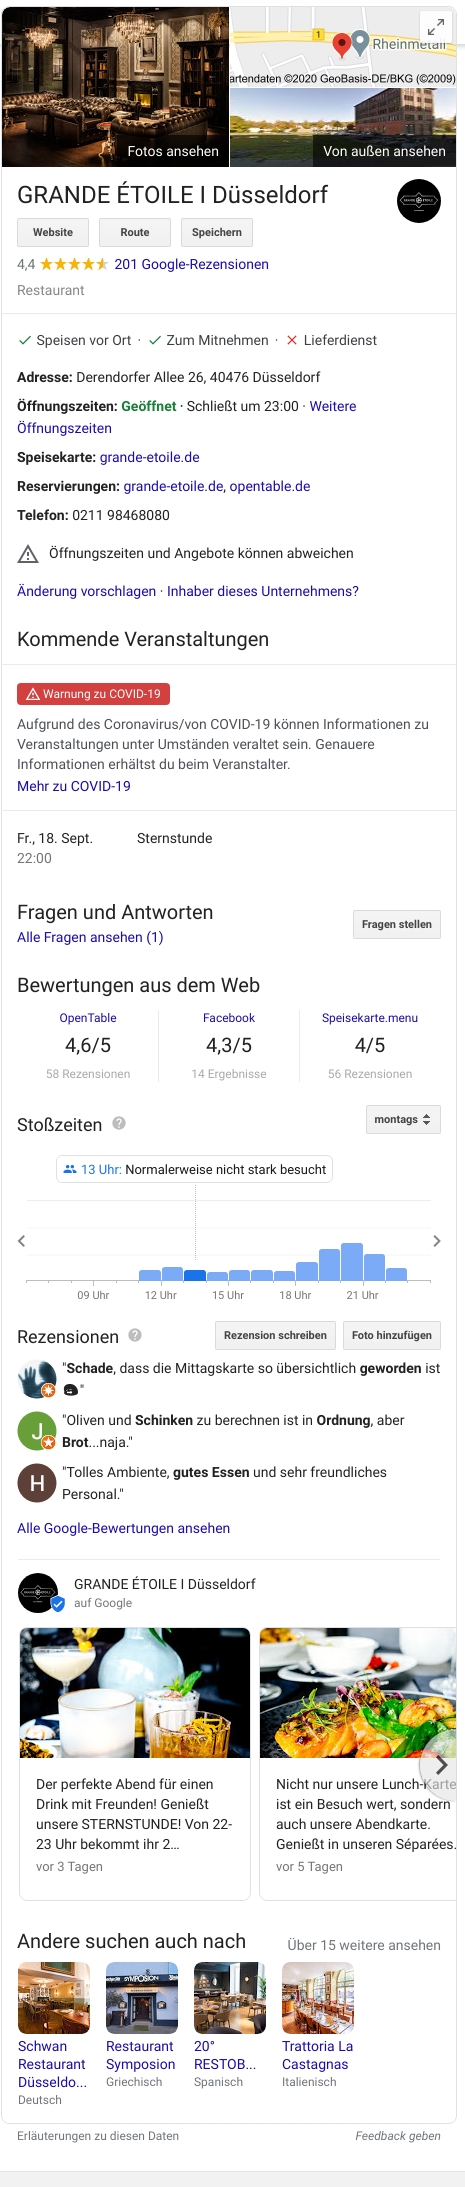 1
Rheinmetall
artendaten ©2020 GeoBasis-DE/BKG (©2009)
Fotos ansehen
Von außen ansehen
GRANDE ÉTOILE I Düsseldorf
Website
Route
Speichern
4,4 201 Google-Rezensionen
Restaurant
Speisen vor Ort · Zum Mitnehmen · Lieferdienst
Adresse: Derendorfer Allee 26, 40476 Düsseldorf
Öffnungszeiten: Geöffnet · Schließt um 23:00 · Weitere
Öffnungszeiten
Speisekarte: grande-etoile.de
Reservierungen: grande-etoile.de, opentable.de
Telefon: 0211 98468080
Öffnungszeiten und Angebote können abweichen
Änderung vorschlagen · Inhaber dieses Unternehmens?
Kommende Veranstaltungen
Warnung zu COVID-19
Aufgrund des Coronavirus/von COVID-19 können Informationen zu
Veranstaltungen unter Umständen veraltet sein. Genauere
Informationen erhältst du beim Veranstalter.
Mehr zu COVID-19
Fr., 18. Sept. Sternstunde
22:00
Fragen und Antworten
Fragen stellen
Alle Fragen ansehen (1)
Bewertungen aus dem Web
OpenTable Facebook Speisekarte.menu
4,6/5 4,3/5 4/5
58 Rezensionen 14 Ergebnisse 56 Rezensionen
Stoßzeiten
montags
13 Uhr: Normalerweise nicht stark besucht
09 Uhr 12 Uhr 15 Uhr 18 Uhr 21 Uhr
Rezensionen
Rezension schreiben
Foto hinzufügen
"Schade, dass die Mittagskarte so übersichtlich geworden ist
"
J
"Oliven und Schinken zu berechnen ist in Ordnung, aber
Brot...naja."
H
"Tolles Ambiente, gutes Essen und sehr freundliches
Personal."
Alle Google-Bewertungen ansehen
GRANDE ÉTOILE I Düsseldorf
auf Google
Der perfekte Abend für einen
Drink mit Freunden! Genießt
unsere STERNSTUNDE! Von 22-
23 Uhr bekommt ihr 2...
vor 3 Tagen
Nicht nur unsere Lunch-Karte
ist ein Besuch wert, sondern
auch unsere Abendkarte.
Genießt in unseren Séparées.
vor 5 Tagen
Andere suchen auch nach
Über 15 weitere ansehen
SYMPOSION
Schwan
Restaurant
Düsseldo...
Deutsch
Restaurant
Symposion
Griechisch
20°
RESTOB...
Spanisch
Trattoria La
Castagnas
Italienisch
Erläuterungen zu diesen Daten
Feedback geben